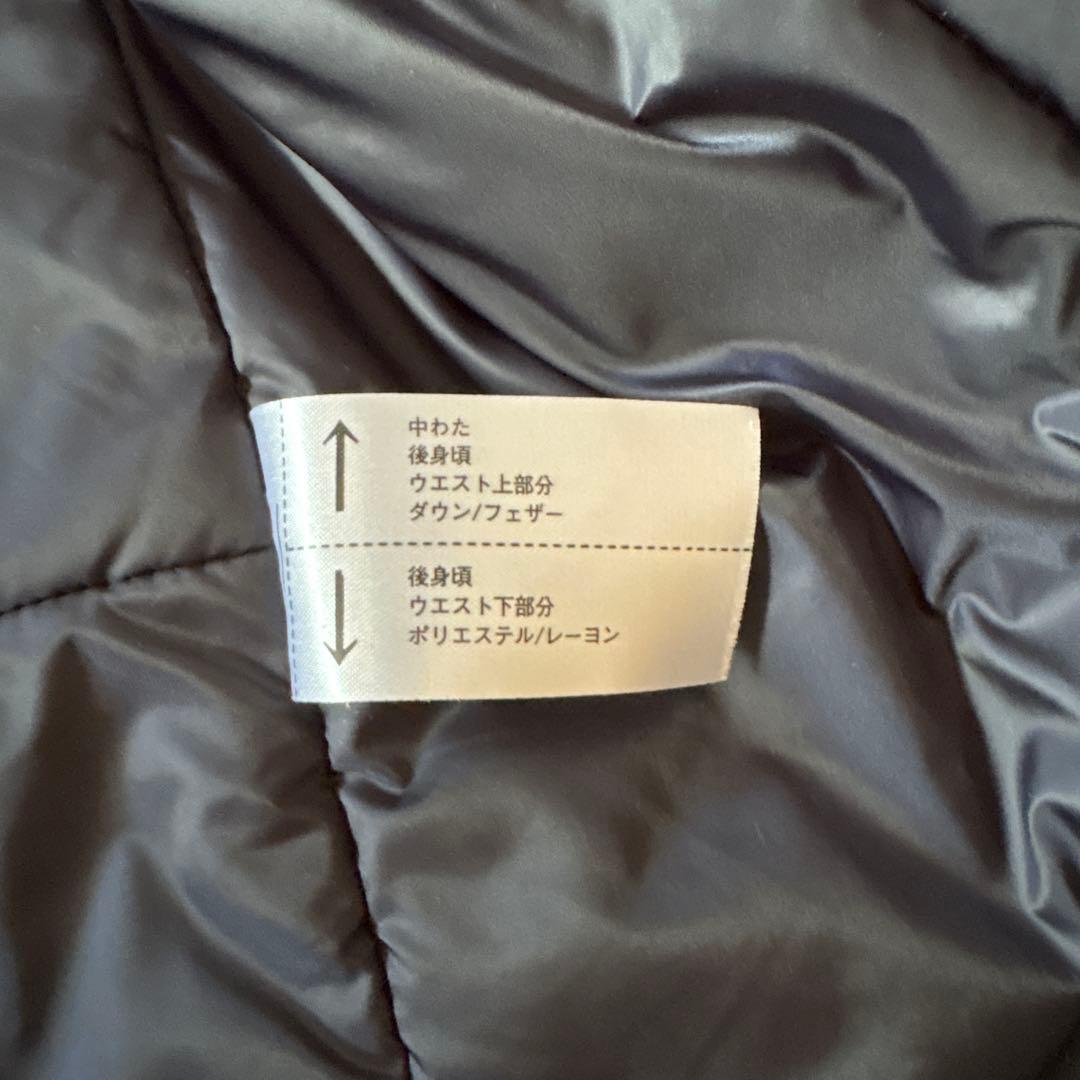 中わた
後身頃
ウエスト上部分
ダウン/フェザー
後身頃
ウエスト下部分
ポリエステル/レーヨン